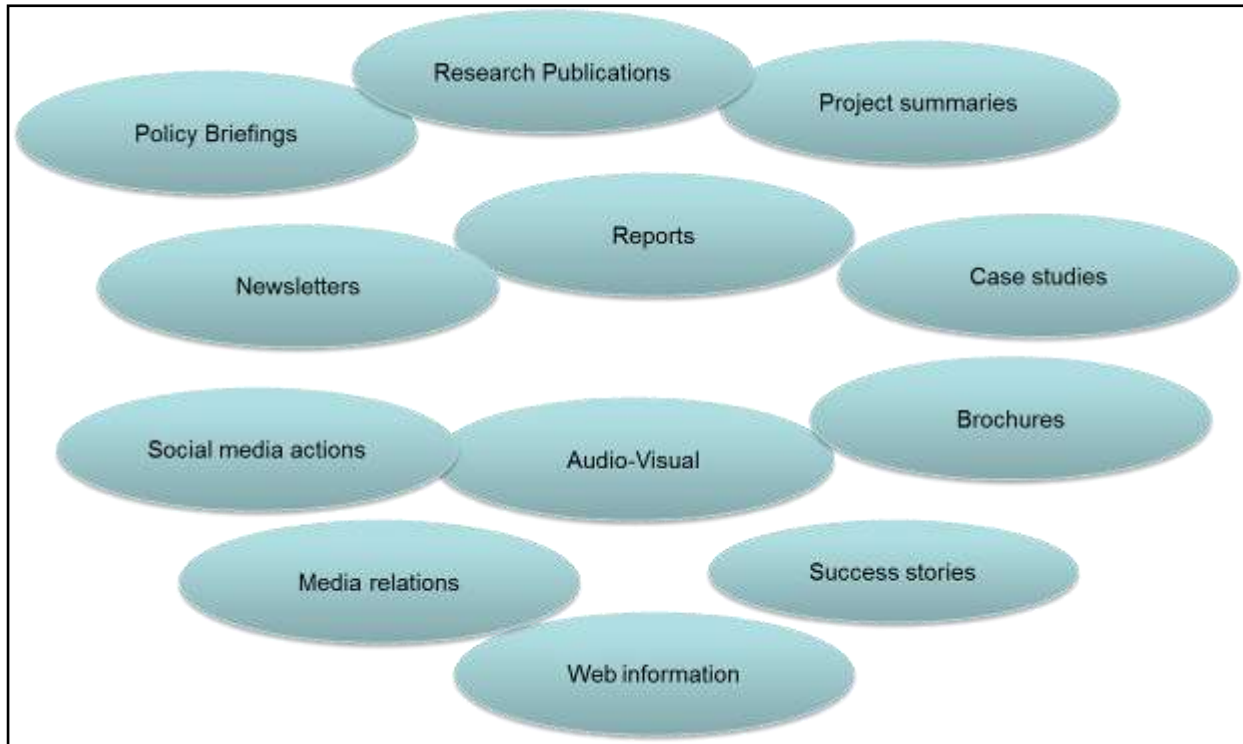 Research Publications
Project summaries
Policy Briefings
Reports
Case studies
Newsletters
Brochures
Social media actions
Audio-Visual
Success stories
Media relations
Web information